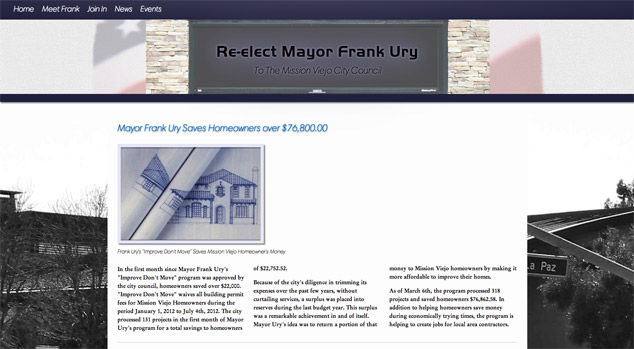 Home Meet Frank Join In News Events
Re-elect Mayor Frank Ury
To The Mission Viejo City Council
Mayor Frank Ury Saves Homeowners over $76,800.00
Frank Ury's "Improve Don't Move" Saves Mission Viejo Homeowner's Money
In the first month since Mayor Frank Ury's
"Improve Don't Move" program was approved by
the city council, homeowners saved over $22,000.
"Improve Don't Move" waives all building permit
fees for Mission Viejo Homeowners during the
period January 1, 2012 to July 4th, 2012. The city
processed 131 projects in the first month of Mayor
Ury's program for a total savings to homeowners
of $22,752.52.
Because of the city's diligence in trimming its
expenses over the past few years, without
curtailing services, a surplus was placed into
reserves during the last budget year. This surplus
was a remarkable achievement in and of itself.
Mayor Ury's idea was to return a portion of that
money to Mission Viejo homeowners by making it
more affordable to improve their homes.
As of March 6th, the program processed 318
projects and saved homeowners $76,862.58. In
addition to helping homeowners save money
during economically trying times, the program is
helping to create jobs for local area contractors.
La Paz